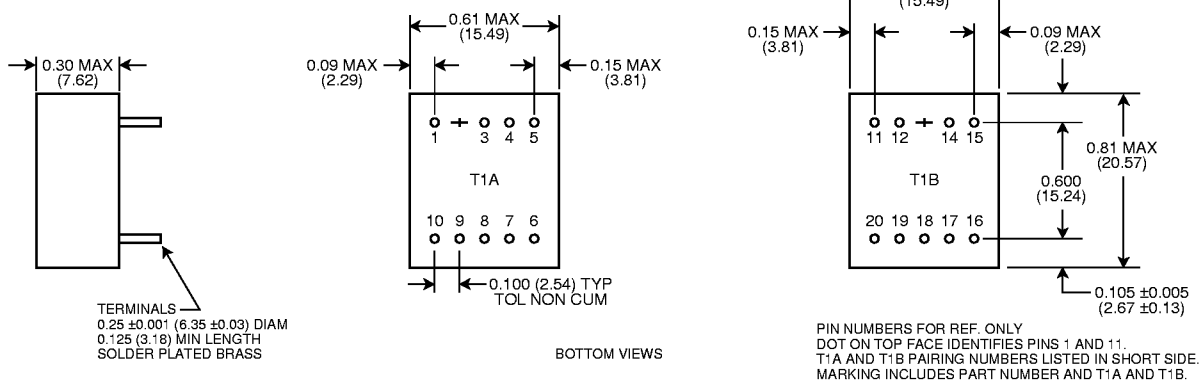 0.30 MAX
(7.62)
TERMINALS
0.25 ±0.001 (6.35 ±0.03) DIAM
0.125 (3.18) MIN LENGTH
SOLDER PLATED BRASS
0.61 MAX
(15.49)
0.09 MAX
(2.29)
0.15 MAX
(3.81)
1 3 4 5
T1A
10 9 8 7 6
0.100 (2.54) TYP
TOL NON CUM
BOTTOM VIEWS
(15.49)
0.15 MAX
(3.81)
0.09 MAX
(2.29)
11 12 14 15
T1B
20 19 18 17 16
0.600
(15.24)
0.81 MAX
(20.57)
0.105 ±0.005
(2.67 ±0.13)
PIN NUMBERS FOR REF. ONLY
DOT ON TOP FACE IDENTIFIES PINS 1 AND 11.
T1A AND T1B PAIRING NUMBERS LISTED IN SHORT SIDE.
MARKING INCLUDES PART NUMBER AND T1A AND T1B.